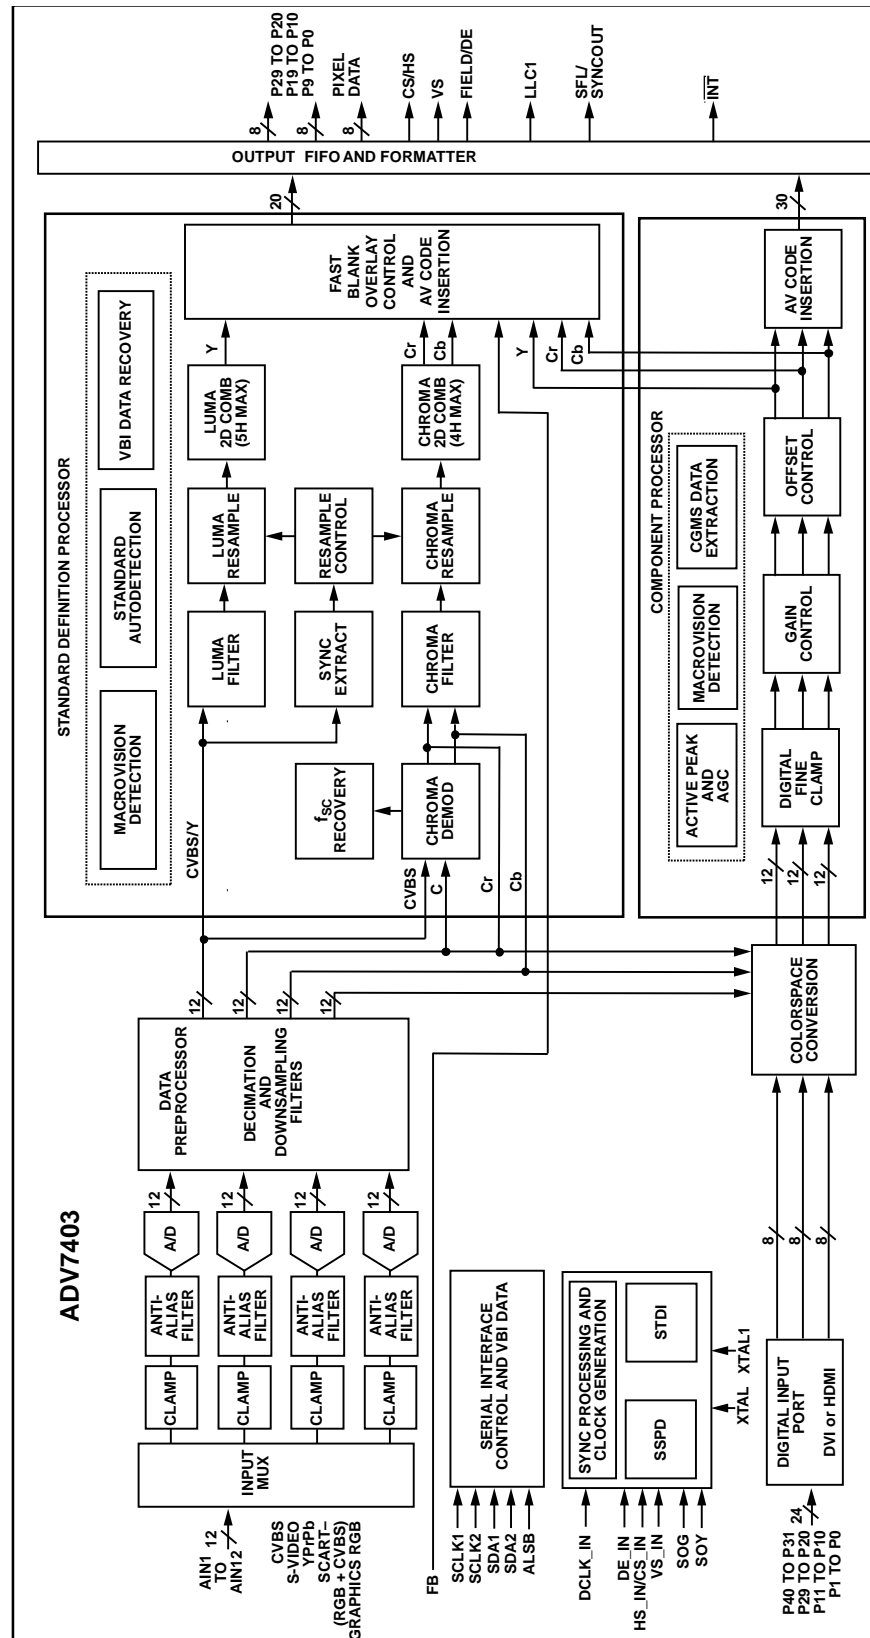 ADV7403
AIN1
TO
AIN12
12
CVBS
S-VIDEO
YPrPb
SCART–
(RGB + CVBS)
GRAPHICS RGB
INPUT
MUX
CLAMP
ANTI-
ALIAS
FILTER
A/D
12
CLAMP
ANTI-
ALIAS
FILTER
A/D
12
CLAMP
ANTI-
ALIAS
FILTER
A/D
12
CLAMP
ANTI-
ALIAS
FILTER
A/D
12
DATA
PREPROCESSOR
DECIMATION
AND
DOWNSAMPLING
FILTERS
12
12
12
12
FB
SCLK1
SCLK2
SDA1
SDA2
ALSB
SERIAL INTERFACE
CONTROL AND VBI DATA
DCLK_IN
DE_IN
HS_IN/CS_IN
VS_IN
SOG
SOY
SYNC PROCESSING AND
CLOCK GENERATION
SSPD
STDI
XTAL
XTAL1
P40 TO P31
P29 TO P20
P11 TO P10
P1 TO P0
24
DIGITAL INPUT
PORT
DVI or HDMI
8
8
8
COLORSPACE
CONVERSION
STANDARD DEFINITION PROCESSOR
MACROVISION
DETECTION
STANDARD
AUTODETECTION
VBI DATA RECOVERY
CVBS/Y
CVBS
C
Cr
Cb
fSC
RECOVERY
CHROMA
DEMOD
LUMA
FILTER
SYNC
EXTRACT
CHROMA
FILTER
LUMA
RESAMPLE
RESAMPLE
CONTROL
CHROMA
RESAMPLE
LUMA
2D COMB
(5H MAX)
CHROMA
2D COMB
(4H MAX)
Y
Cr
Cb
Y
Cr
Cb
FAST
BLANK
OVERLAY
CONTROL
AND
AV CODE
INSERTION
20
COMPONENT PROCESSOR
ACTIVE PEAK
AND
AGC
MACROVISION
DETECTION
CGMS DATA
EXTRACTION
12
12
12
DIGITAL
FINE
CLAMP
GAIN
CONTROL
OFFSET
CONTROL
AV CODE
INSERTION
30
OUTPUT FIFO AND FORMATTER
8
8
8
P29 TO P20
P19 TO P10
P9 TO P0
PIXEL
DATA
CS/HS
VS
FIELD/DE
LLC1
SFL/
SYNCOUT
INT